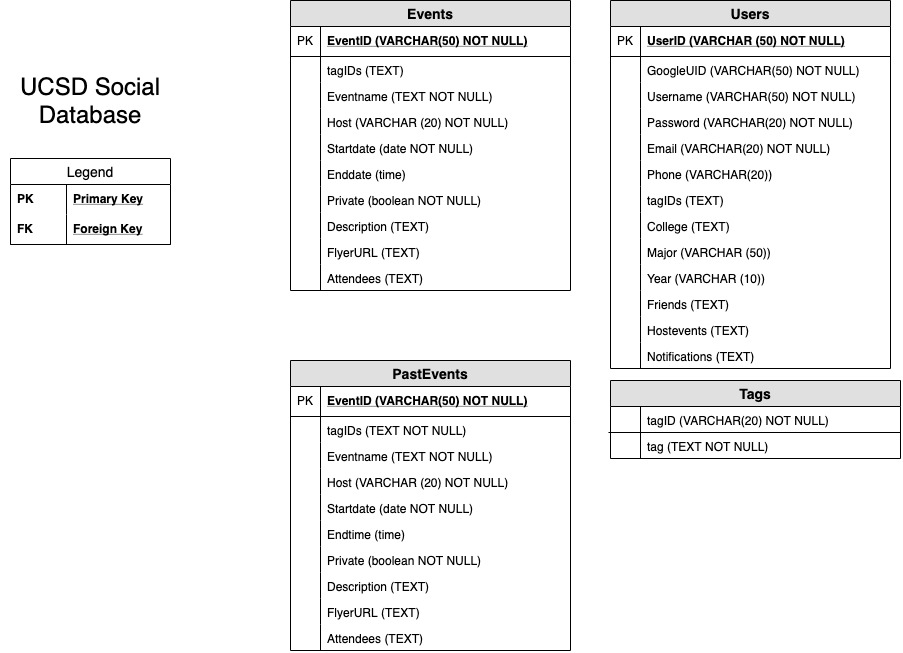 UCSD Social
Database
Legend
PK Primary Key
FK Foreign Key
Events
PK EventID (VARCHAR(50) NOT NULL)
tagIDs (TEXT)
Eventname (TEXT NOT NULL)
Host (VARCHAR (20) NOT NULL)
Startdate (date NOT NULL)
Enddate (time)
Private (boolean NOT NULL)
Description (TEXT)
FlyerURL (TEXT)
Attendees (TEXT)
Users
PK UserID (VARCHAR (50) NOT NULL)
GoogleUID (VARCHAR(50) NOT NULL)
Username (VARCHAR(50) NOT NULL)
Password (VARCHAR(20) NOT NULL)
Email (VARCHAR(20) NOT NULL)
Phone (VARCHAR(20))
tagIDs (TEXT)
College (TEXT)
Major (VARCHAR (50))
Year (VARCHAR (10))
Friends (TEXT)
Hostevents (TEXT)
Notifications (TEXT)
PastEvents
PK EventID (VARCHAR(50) NOT NULL)
tagIDs (TEXT NOT NULL)
Eventname (TEXT NOT NULL)
Host (VARCHAR (20) NOT NULL)
Startdate (date NOT NULL)
Endtime (time)
Private (boolean NOT NULL)
Description (TEXT)
FlyerURL (TEXT)
Attendees (TEXT)
Tags
tagID (VARCHAR(20) NOT NULL)
tag (TEXT NOT NULL)